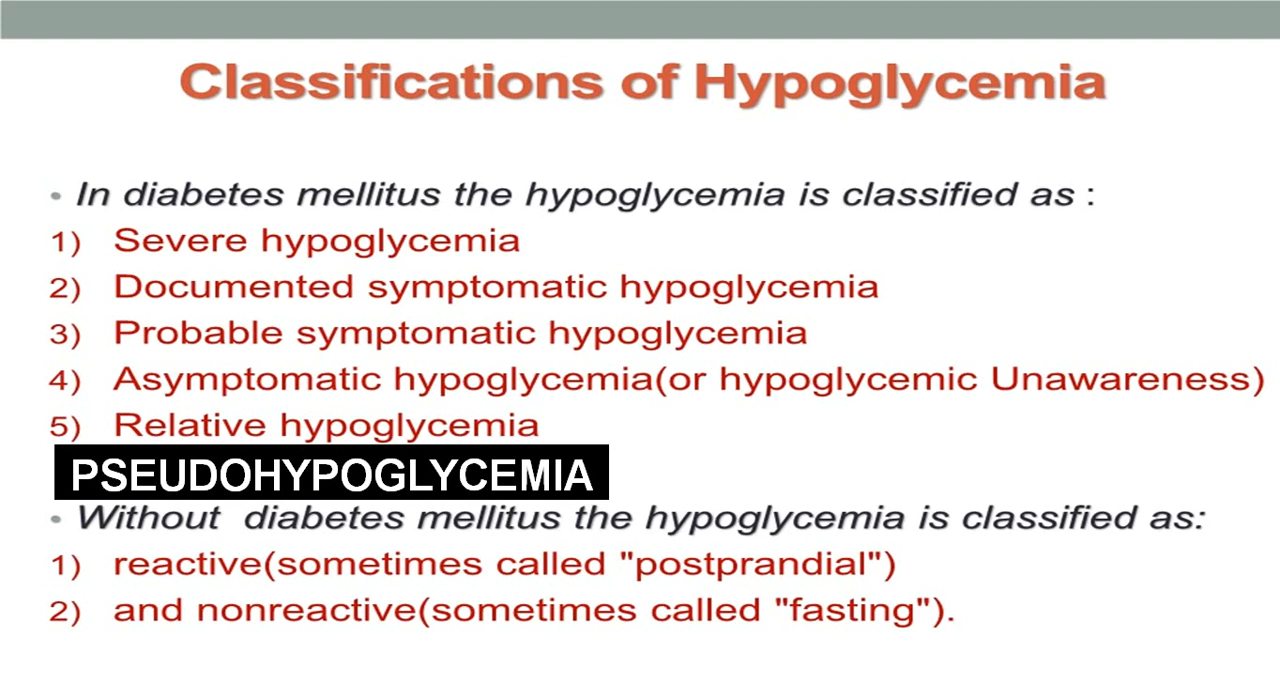 Classifications of Hypoglycemia
• In diabetes mellitus the hypoglycemia is classified as :
1) Severe hypoglycemia
2) Documented symptomatic hypoglycemia
3) Probable symptomatic hypoglycemia
4) Asymptomatic hypoglycemia(or hypoglycemic Unawareness)
5) Relative hypoglycemia
PSEUDOHYPOGLYCEMIA
• Without diabetes mellitus the hypoglycemia is classified as:
1) reactive(sometimes called "postprandial")
2) and nonreactive(sometimes called "fasting").